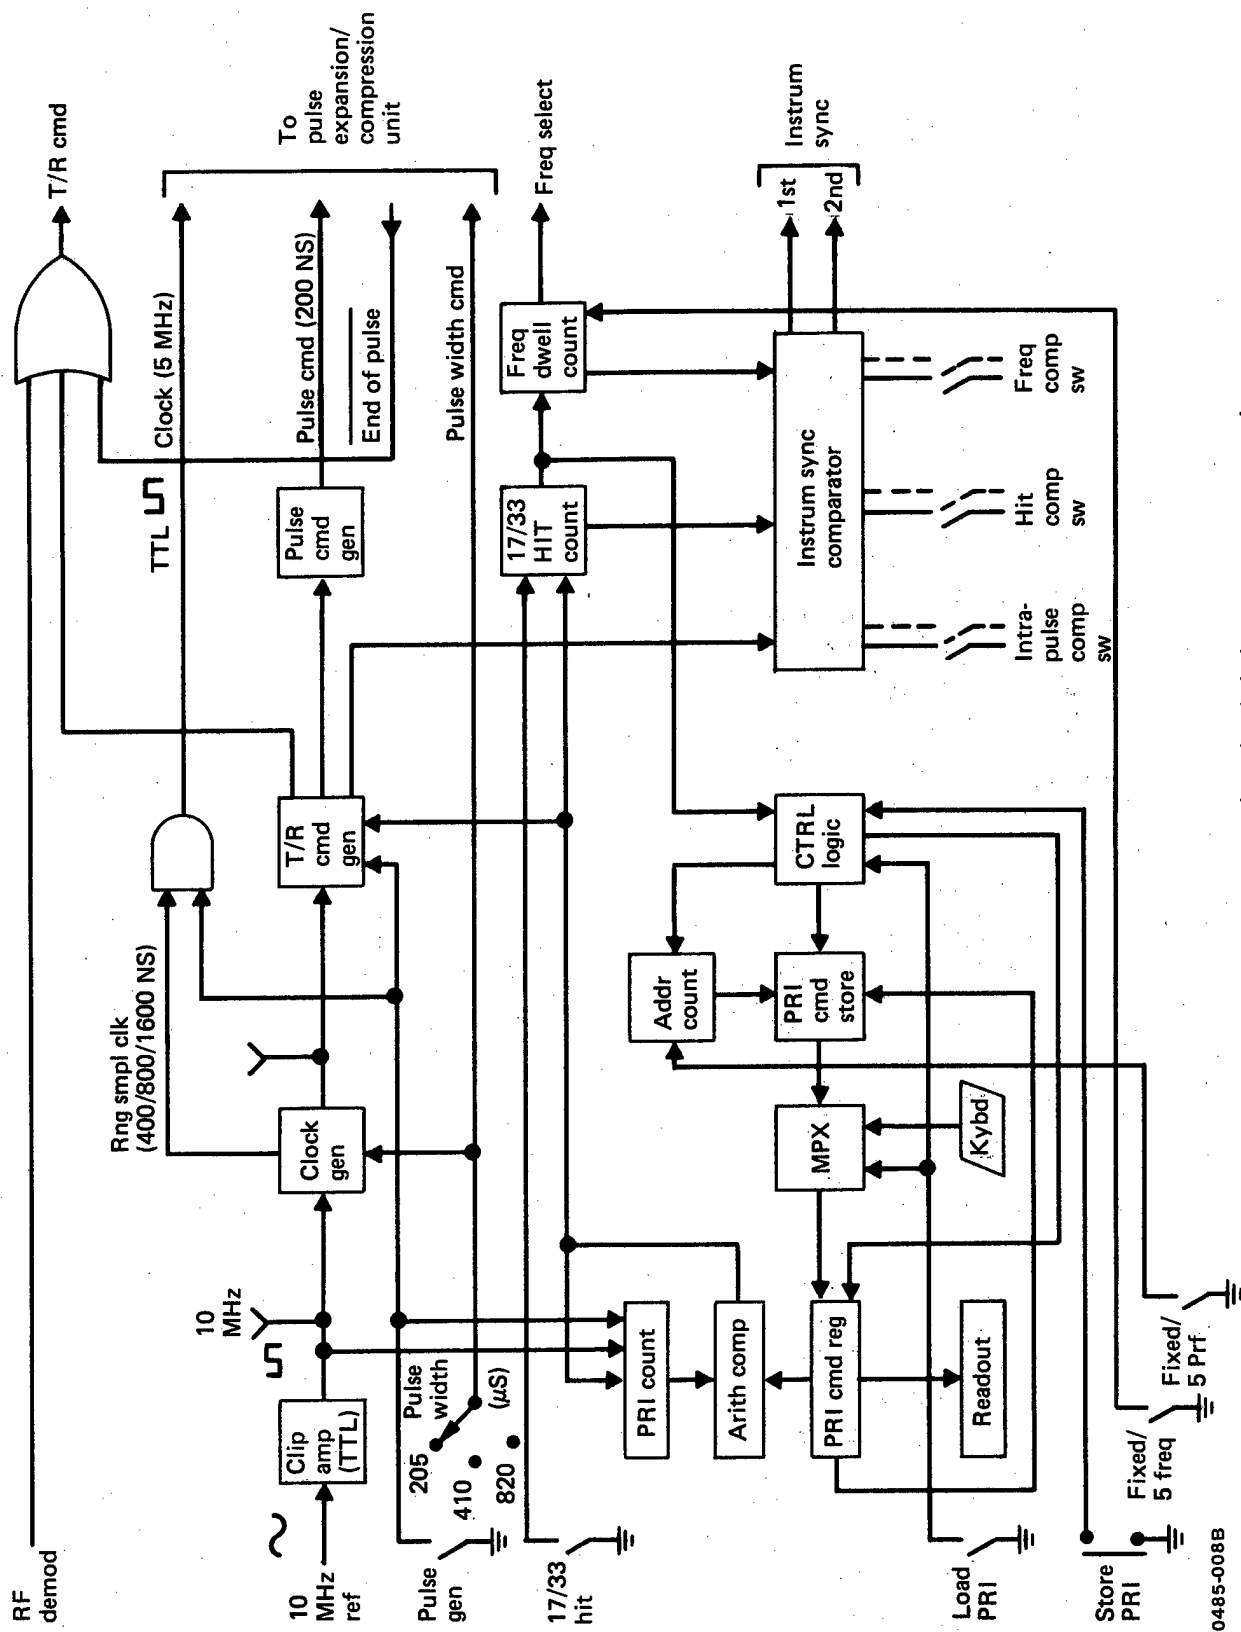 RF
demod
T/R cmd
Rng smpl clk
(400/800/1600 NS)
TTL
Clock (5 MHz)
To
pulse
expansion/
compression
unit
10
MHz
10
MHz
ref
Clip
amp
(TTL)
Clock
gen
T/R
cmd
gen
Pulse
cmd
gen
Pulse cmd (200 NS)
End of pulse
Pulse width cmd
Pulse
gen
205
410
820
Pulse
width
(μS)
17/33
hit
17/33
HIT
count
Freq
dwell
count
Freq select
PRI count
Arith comp
PRI cmd reg
Readout
MPX
Kybd
Addr
count
PRI
cmd
store
CTRL
logic
Instrum sync
comparator
1st
2nd
Instrum
sync
Intra-
pulse
comp
sw
Hit
comp
sw
Freq
comp
sw
Load
PRI
Store
PRI
Fixed/
5 freq
Fixed/
5 Prf
0485-008B